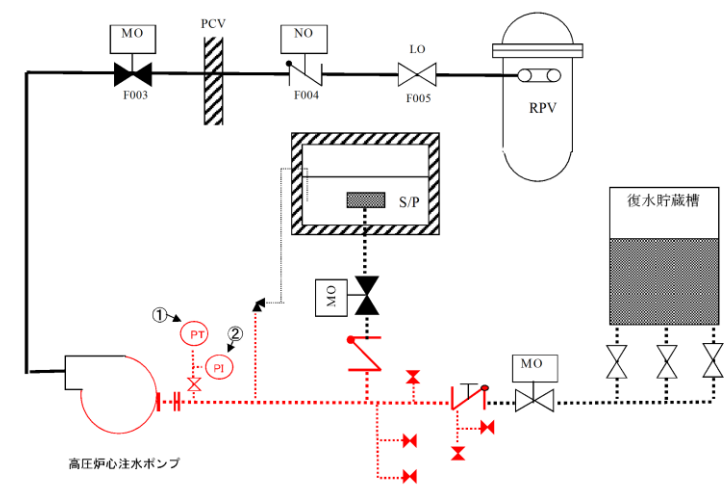 PCV
MO
NO
LO
F003
F004
F005
RPV
S/P
復水貯蔵槽
MO
①
PT
②
PI
MO
高圧炉心注水ポンプ